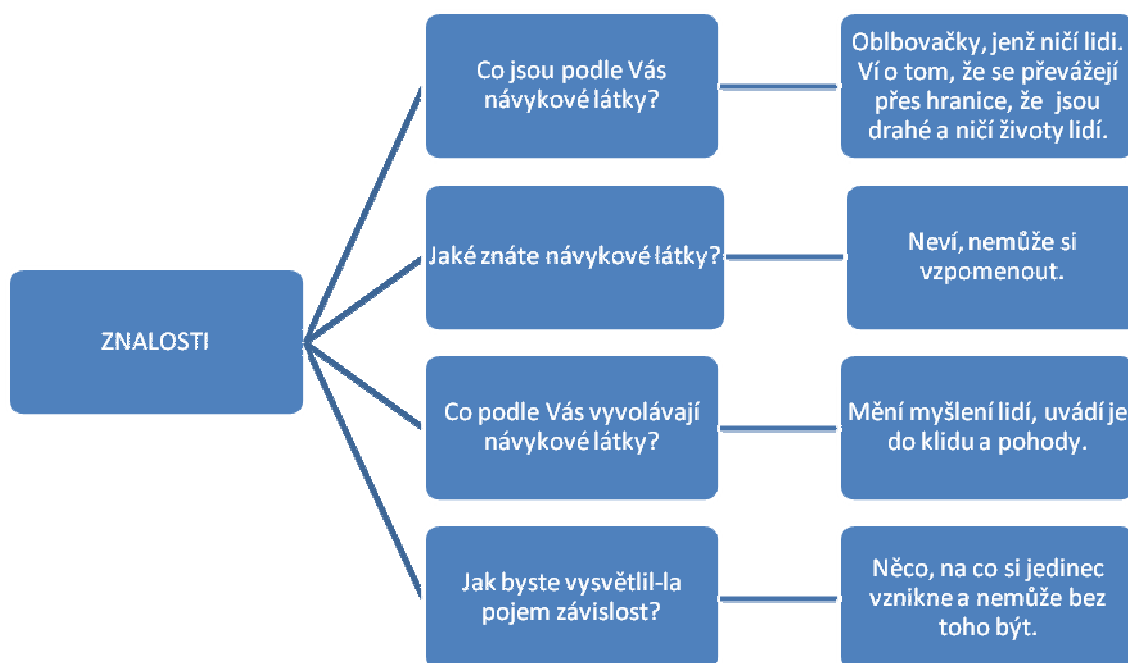 ZNALOSTI
Co jsou podle Vás
návykové látky?
Oblbovačky, jenž ničí lidi.
Ví o tom, že se převážejí
přes hranice, že jsou
drahé a ničí životy lidí.
Jaké znáte návykové látky?
Neví, nemůže si
vzpomenout.
Co podle Vás vyvolávají
návykové látky?
Mění myšlení lidí, uvádí je
do klidu a pohody.
Jak byste vysvětlil-la
pojem závislost?
Něco, na co si jedinec
vznikne a nemůže bez
toho být.